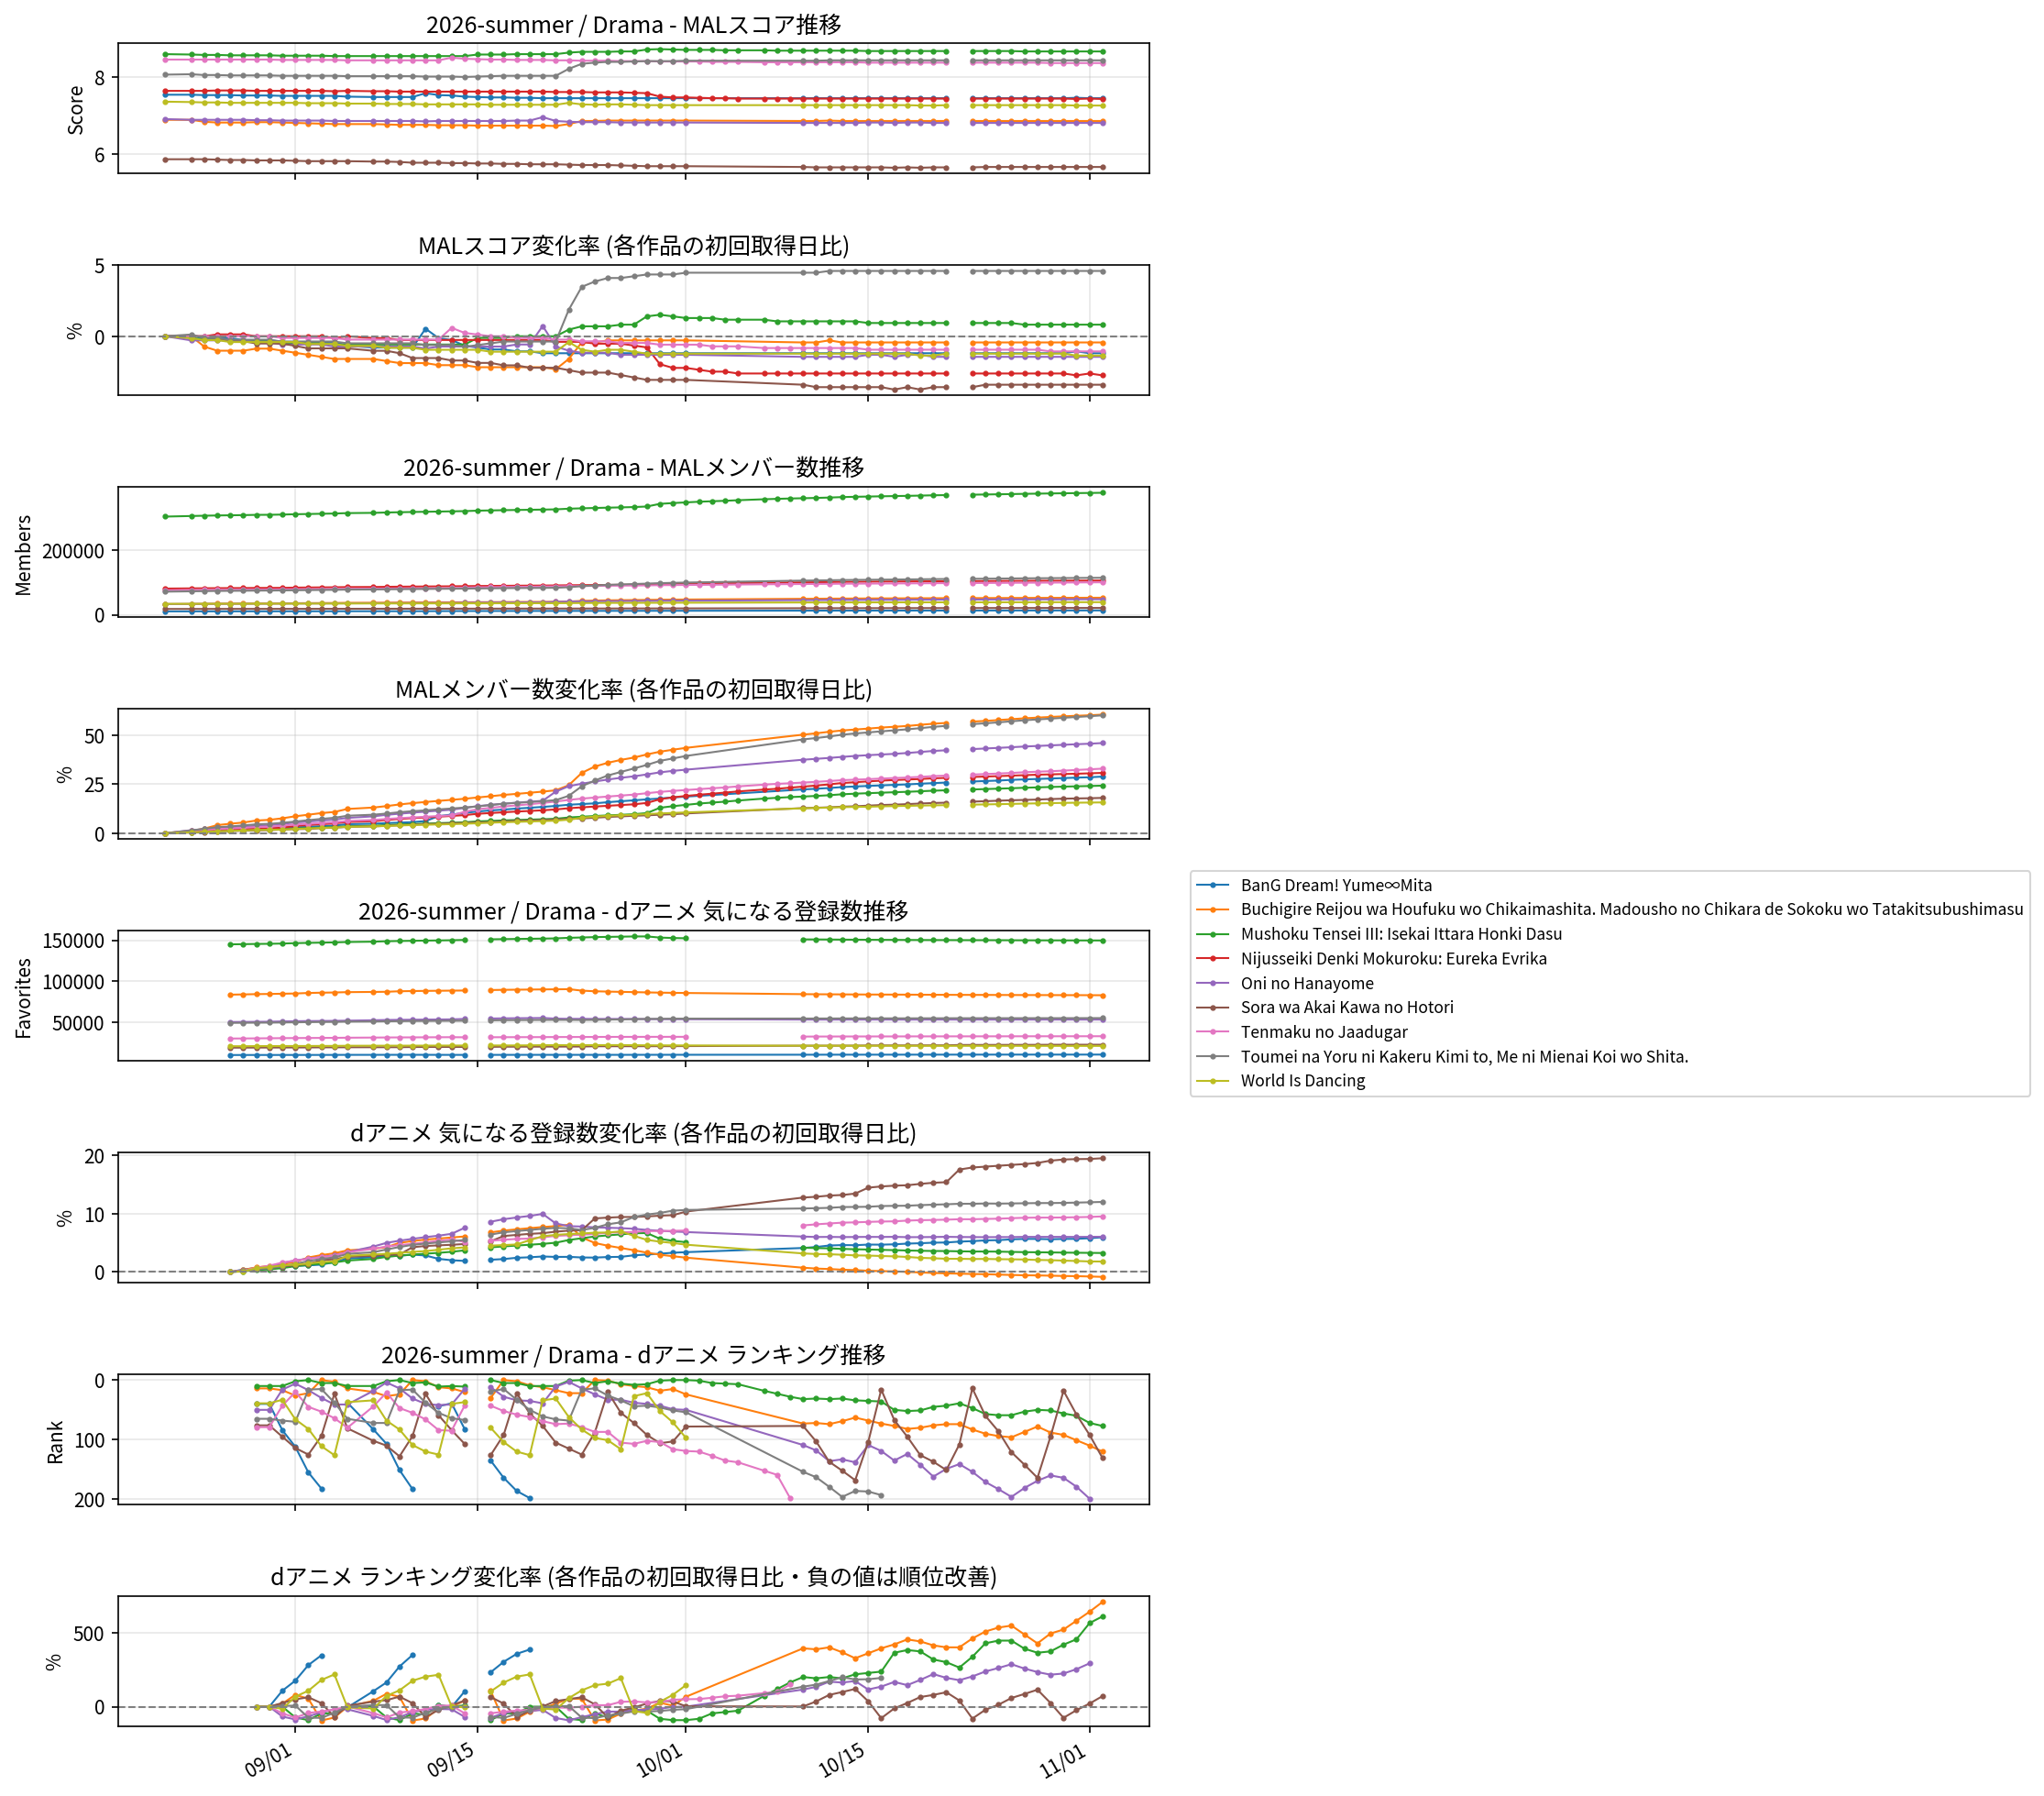 2026-summer / Drama - MALスコア推移
8
6
Score
MALスコア変化率 (各作品の初回取得日比)
5
0
%
2026-summer / Drama - MALメンバー数推移
200000
0
Members
MALメンバー数変化率 (各作品の初回取得日比)
50
25
0
%
2026-summer / Drama - dアニメ 気になる登録数推移
150000
100000
50000
Favorites
BanG Dream! Yume∞Mita
Buchigire Reijou wa Houfuku wo Chikaimashita. Madousho no Chikara de Sokoku wo Tatakitsubushimasu
Mushoku Tensei III: Isekai Ittara Honki Dasu
Nijusseiki Denki Mokuroku: Eureka Evrika
Oni no Hanayome
Sora wa Akai Kawa no Hotori
Tenmaku no Jaadugar
Toumei na Yoru ni Kakeru Kimi to, Me ni Mienai Koi wo Shita.
World Is Dancing
dアニメ 気になる登録数変化率 (各作品の初回取得日比)
20
10
0
%
2026-summer / Drama - dアニメ ランキング推移
0
100
200
Rank
dアニメ ランキング変化率 (各作品の初回取得日比・負の値は順位改善)
500
0
%
09/01
09/15
10/01
10/15
11/01